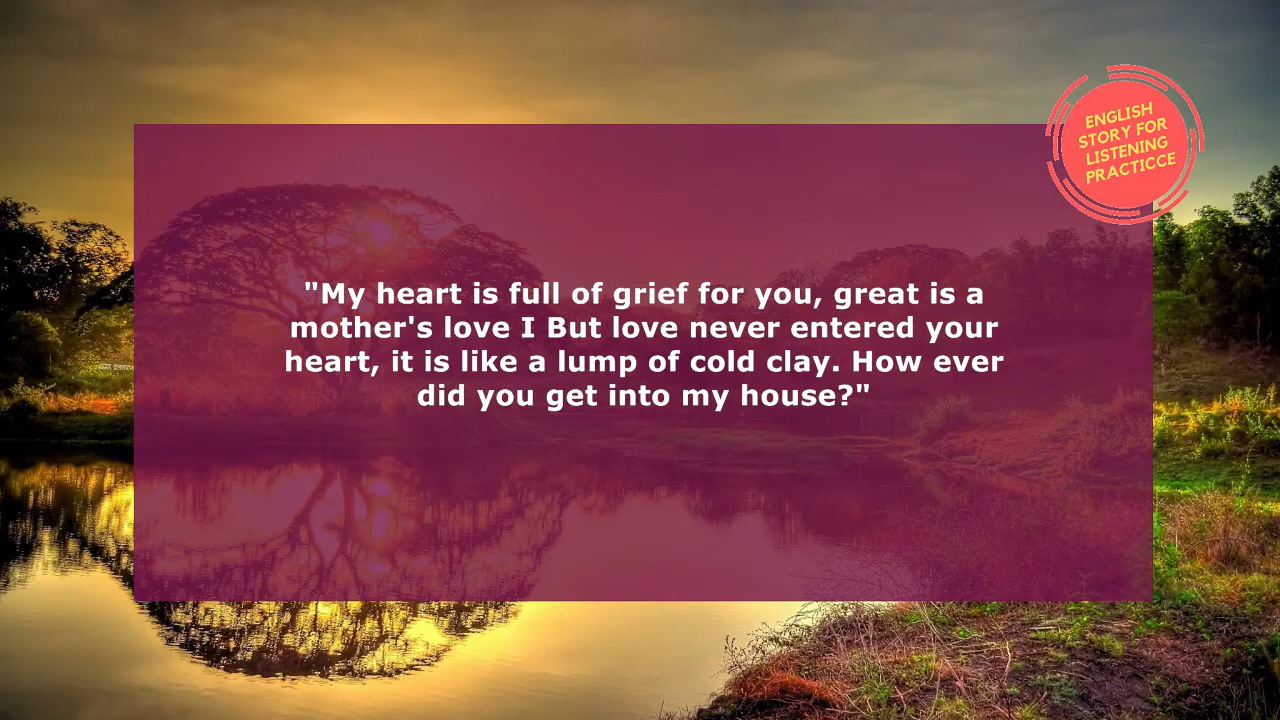 "My heart is full of grief for you, great is a
mother's love I But love never entered your
heart, it is like a lump of cold clay. How ever
did you get into my house?"
ENGLISH
STORY FOR
LISTENING
PRACTICCE